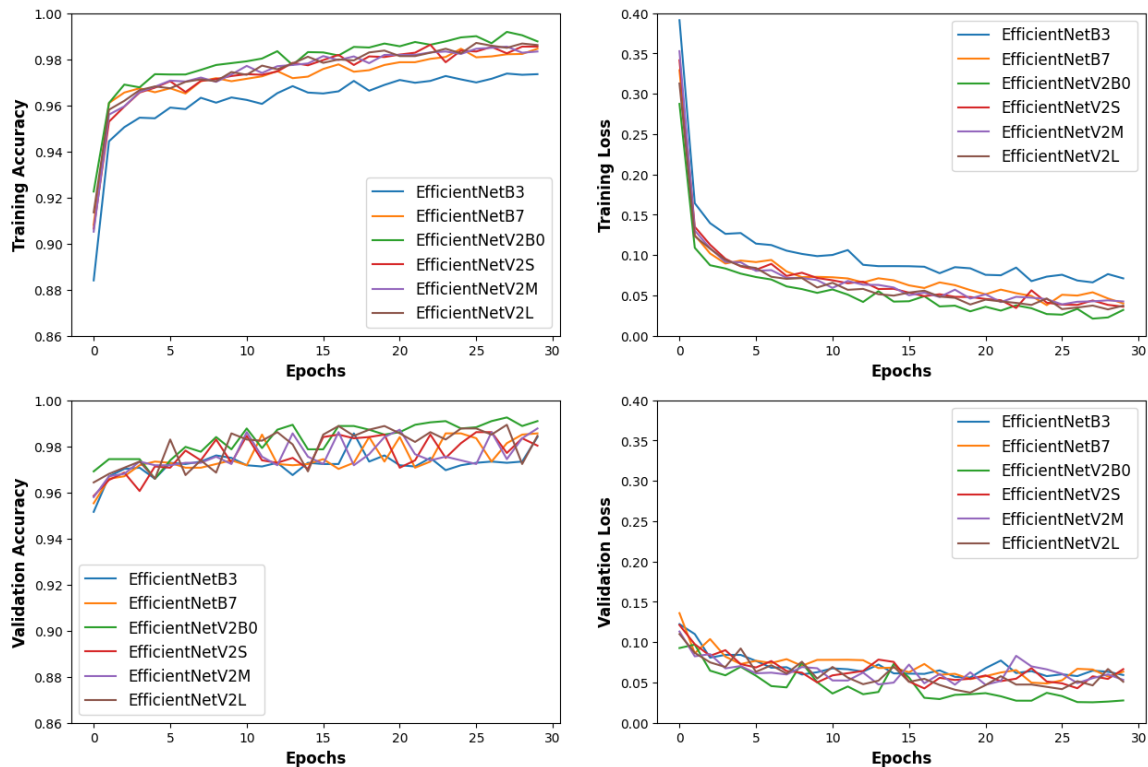 Training Accuracy
1.00
0.98
0.96
0.94
0.92
0.90
0.88
0.86
EfficientNetB3
EfficientNetB7
EfficientNetV2B0
EfficientNetV2S
EfficientNetV2M
EfficientNetV2L
0 5 10 15 20 25 30
Epochs
Training Loss
0.40
0.35
0.30
0.25
0.20
0.15
0.10
0.05
0.00
EfficientNetB3
EfficientNetB7
EfficientNetV2B0
EfficientNetV2S
EfficientNetV2M
EfficientNetV2L
0 5 10 15 20 25 30
Epochs
Validation Accuracy
1.00
0.98
0.96
0.94
0.92
0.90
0.88
0.86
EfficientNetB3
EfficientNetB7
EfficientNetV2B0
EfficientNetV2S
EfficientNetV2M
EfficientNetV2L
0 5 10 15 20 25 30
Epochs
Validation Loss
0.40
0.35
0.30
0.25
0.20
0.15
0.10
0.05
0.00
EfficientNetB3
EfficientNetB7
EfficientNetV2B0
EfficientNetV2S
EfficientNetV2M
EfficientNetV2L
0 5 10 15 20 25 30
Epochs